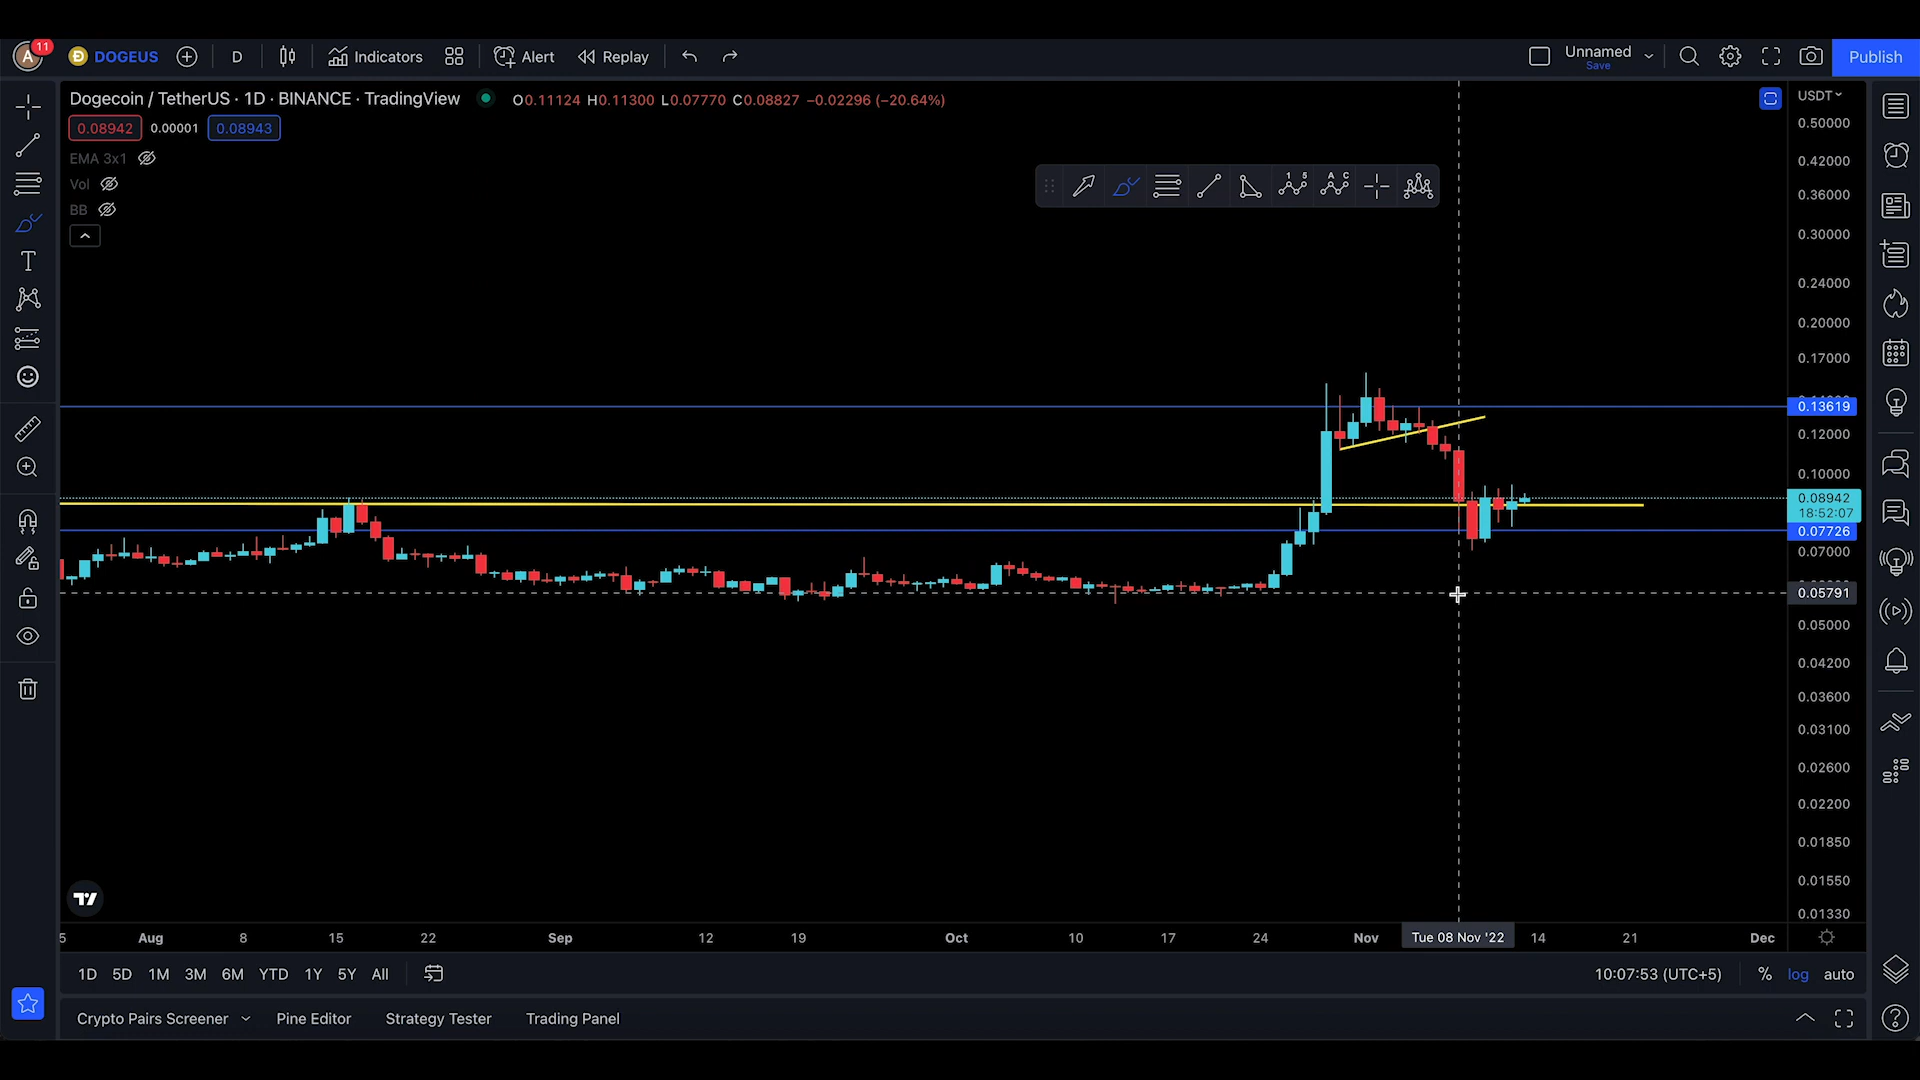 A 11 DOGEUS D Indicators Alert Replay Unnamed Save Publish
Dogecoin / TetherUS · 1D · BINANCE · TradingView O0.11124 H0.11300 L0.07770 C0.08827 −0.02296 (−20.64%)
0.08942 0.00001 0.08943
EMA 3x1
Vol
BB
1 5 A C
USDT
0.50000
0.42000
0.36000
0.30000
0.24000
0.20000
0.17000
0.13619
0.12000
0.10000
0.08942
18:52:07
0.07726
0.07000
0.05791
0.05000
0.04200
0.03600
0.03100
0.02600
0.02200
0.01850
0.01550
0.01330
5 Aug 8 15 22 Sep 12 19 Oct 10 17 24 Nov Tue 08 Nov '22 14 21 Dec
1D 5D 1M 3M 6M YTD 1Y 5Y All 10:07:53 (UTC+5) % log auto
Crypto Pairs Screener Pine Editor Strategy Tester Trading Panel